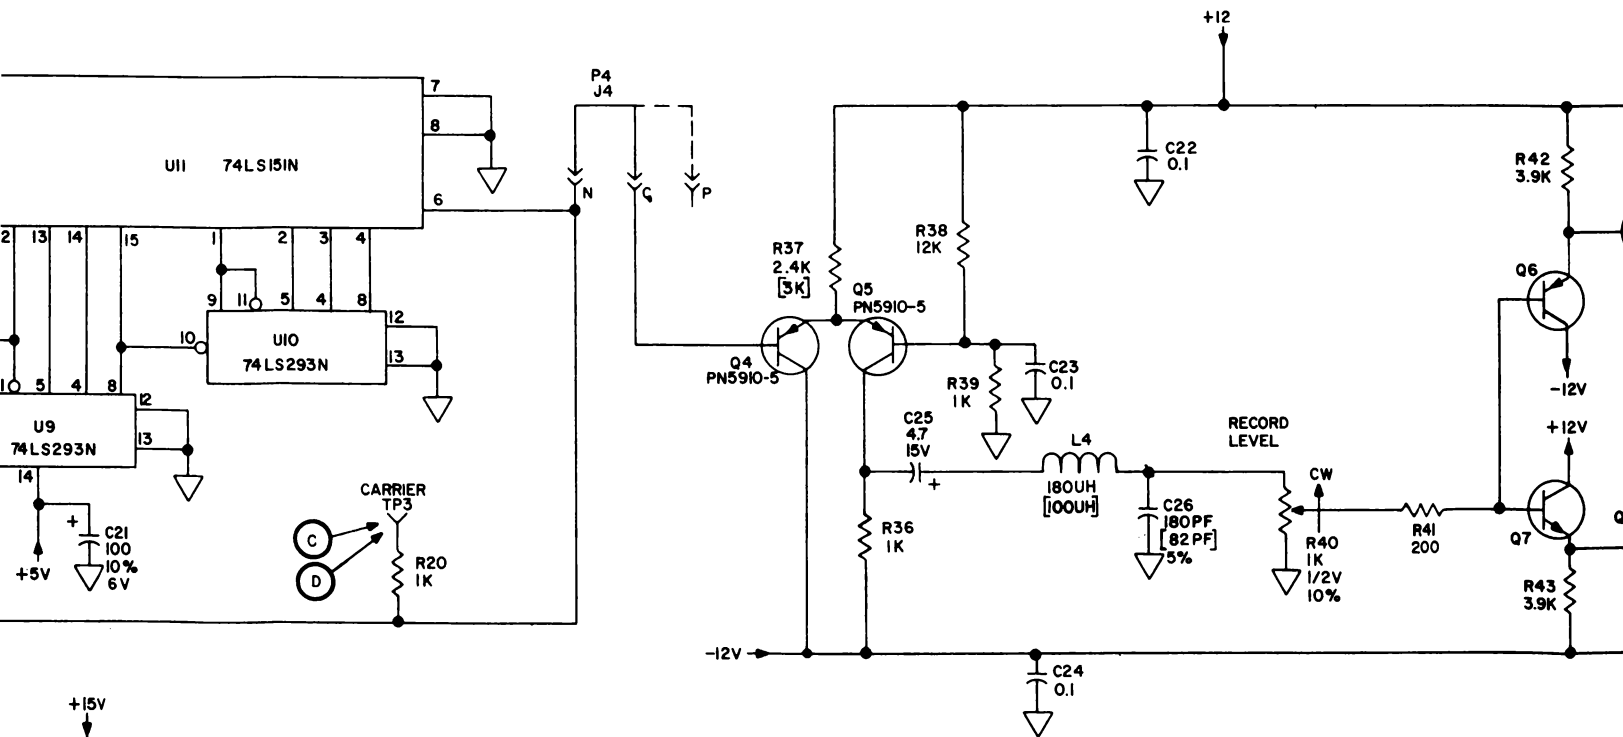 +12
P4
J4
7
8
6
U11 74LS151N
N
C
P
2
13
14
15
1
2
3
4
C22
0.1
R42
3.9K
R37
2.4K
[3K]
R38
12K
Q5
PN5910-5
Q6
9
11
5
4
8
12
13
10
U10
74LS293N
Q4
PN5910-5
R39
1K
C23
0.1
-12V
+12V
1
5
4
8
12
13
U9
74LS293N
14
C25
4.7
15V
+
L4
180UH
[100UH]
RECORD
LEVEL
CW
CARRIER
TP3
C
D
R20
1K
+
C21
100
10%
6V
+5V
R36
1K
C26
180PF
[82PF]
5%
R40
1K
1/2V
10%
R41
200
Q7
Q
R43
3.9K
-12V
C24
0.1
+15V